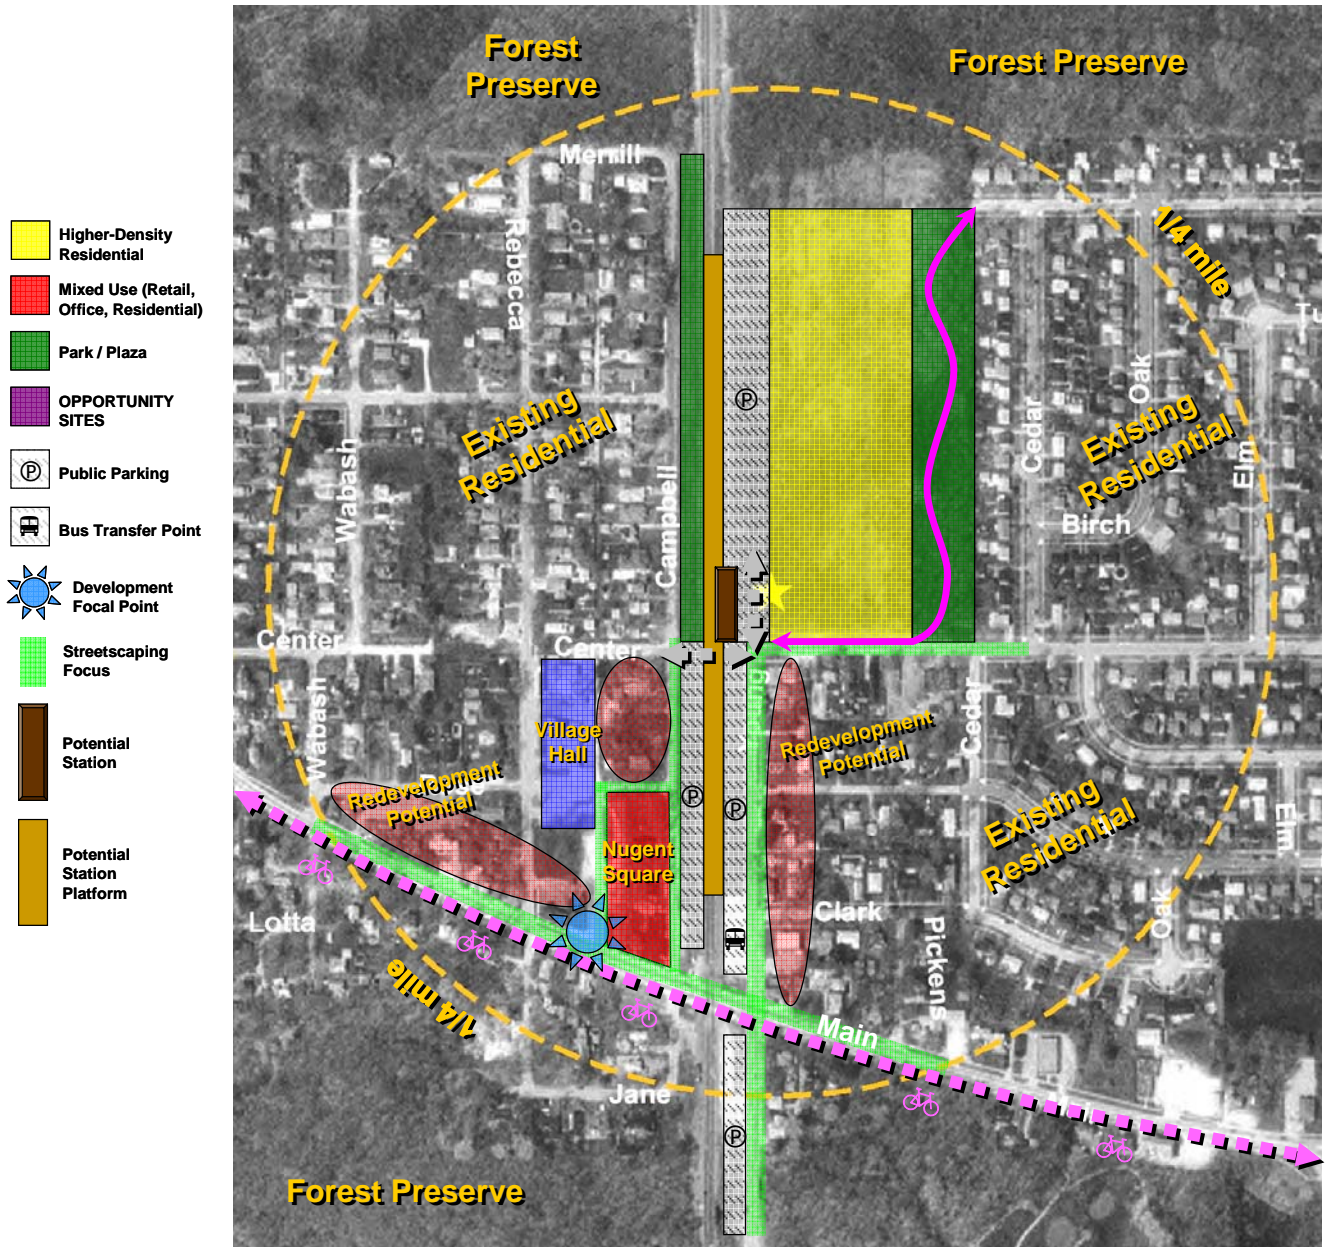 Forest
Preserve
Forest Preserve
Merrill
1/4 mile
Higher-Density
Residential
Rebecca
Mixed Use (Retail,
Office, Residential)
Tu
Park / Plaza
Oak
OPPORTUNITY
SITES
P
Existing
Residential
Existing
Residential
Cedar
Elm
Wabash
P
Public Parking
Campbell
Bus Transfer Point
Birch
Development
Focal Point
Center
Center
Streetscaping
Focus
Wabash
Village
Hall
Redevelopment
Potential
Cedar
Potential
Station
Redevelopment
Potential
P
P
Existing
Residential
Elm
Nugent
Square
Potential
Station
Platform
Lotta
Clark
Pickens
Oak
1/4 mile
Main
Jane
P
Forest Preserve